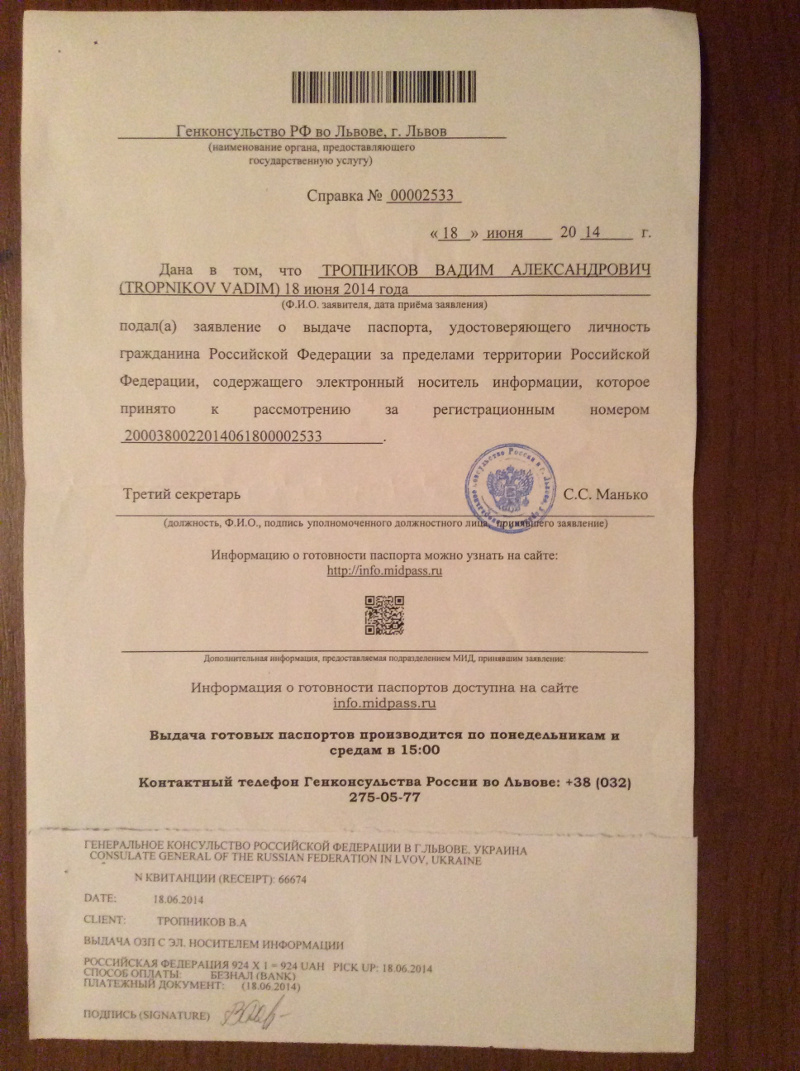 Генконсульство РФ во Львове, г. Львов
(наименование органа, предоставляющего
государственную услугу)
Справка № 00002533
« 18 » июня 20 14 г.
Дана в том, что ТРОПНИКОВ ВАДИМ АЛЕКСАНДРОВИЧ
(TROPNIKOV VADIM) 18 июня 2014 года
(Ф.И.О. заявителя, дата приёма заявления)
подал(а) заявление о выдаче паспорта, удостоверяющего личность
гражданина Российской Федерации за пределами территории Российской
Федерации, содержащего электронный носитель информации, которое
принято к рассмотрению за регистрационным номером
2000380022014061800002533.
Третий секретарь С.С. Манько
(должность, Ф.И.О., подпись уполномоченного должностного лица, принявшего заявление)
Информацию о готовности паспорта можно узнать на сайте:
http://info.midpass.ru
Дополнительная информация, предоставляемая подразделением МИД, принявшим заявление:
Информация о готовности паспортов доступна на сайте
info.midpass.ru
Выдача готовых паспортов производится по понедельникам и
средам в 15:00
Контактный телефон Генконсульства России во Львове: +38 (032)
275-05-77
ГЕНЕРАЛЬНОЕ КОНСУЛЬСТВО РОССИЙСКОЙ ФЕДЕРАЦИИ В Г.ЛЬВОВЕ, УКРАИНА
CONSULATE GENERAL OF THE RUSSIAN FEDERATION IN LVOV, UKRAINE
N КВИТАНЦИИ (RECEIPT): 66674
DATE: 18.06.2014
CLIENT: ТРОПНИКОВ В.А
ВЫДАЧА ОЗП С ЭЛ. НОСИТЕЛЕМ ИНФОРМАЦИИ
РОССИЙСКАЯ ФЕДЕРАЦИЯ 924 X 1 = 924 UAH PICK UP: 18.06.2014
СПОСОБ ОПЛАТЫ: БЕЗНАЛ (BANK)
ПЛАТЕЖНЫЙ ДОКУМЕНТ: (18.06.2014)
ПОДПИСЬ (SIGNATURE)